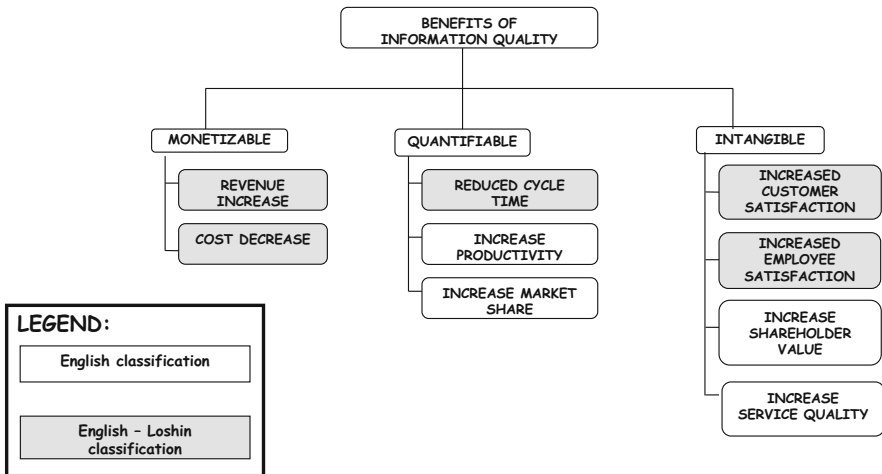 BENEFITS OF
INFORMATION QUALITY
MONETIZABLE
QUANTIFIABLE
INTANGIBLE
REVENUE
INCREASE
COST DECREASE
REDUCED CYCLE
TIME
INCREASE
PRODUCTIVITY
INCREASE MARKET
SHARE
INCREASED
CUSTOMER
SATISFACTION
INCREASED
EMPLOYEE
SATISFACTION
INCREASE
SHAREHOLDER
VALUE
INCREASE
SERVICE QUALITY
LEGEND:
English classification
English – Loshin
classification